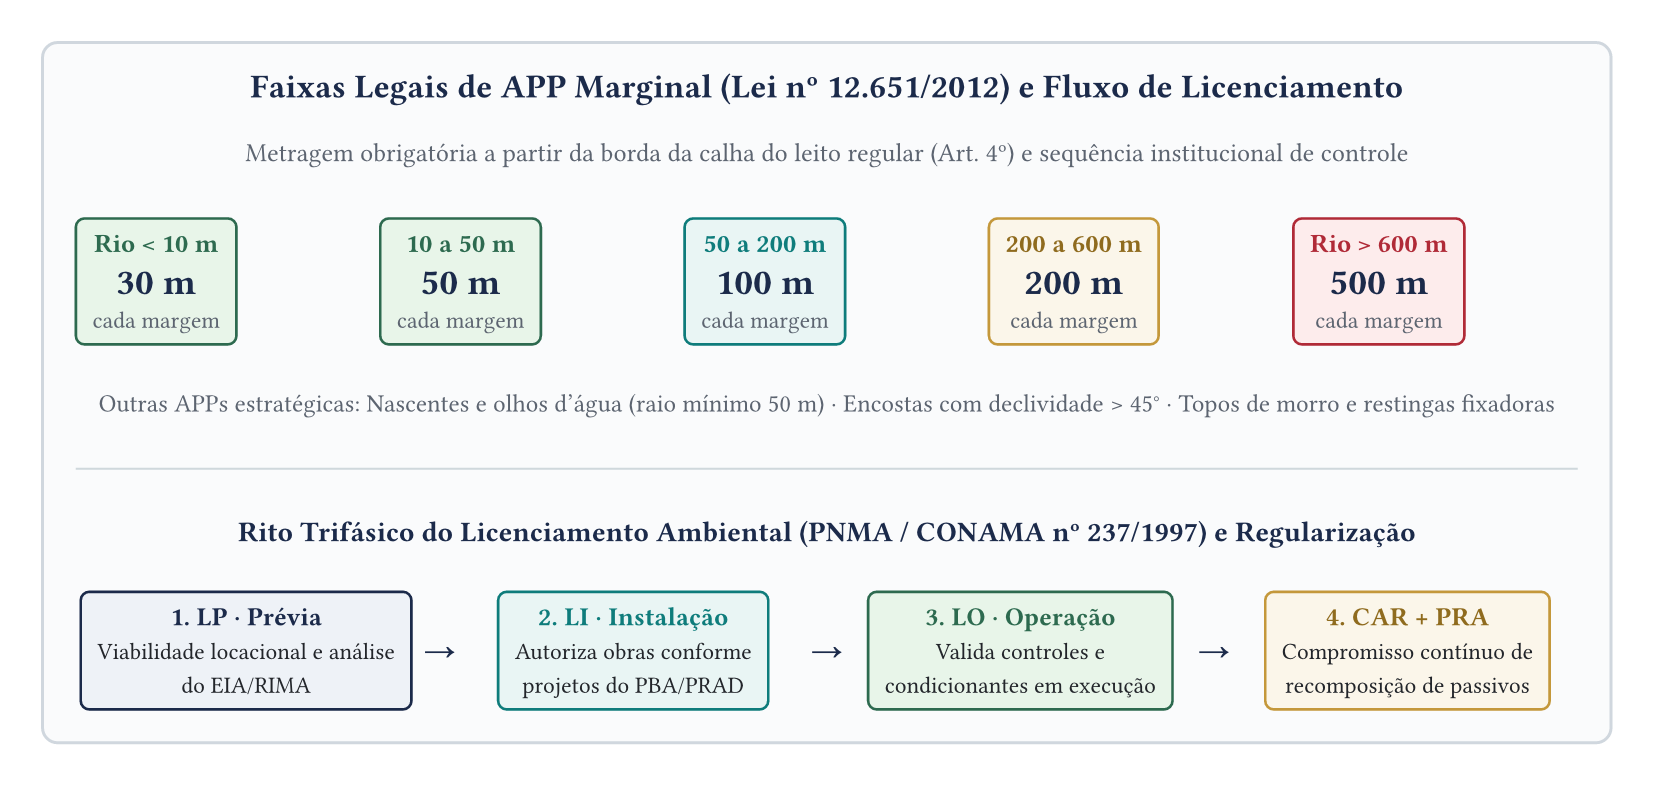 Faixas Legais de APP Marginal (Lei nº 12.651/2012) e Fluxo de Licenciamento
Metragem obrigatória a partir da borda da calha do leito regular (Art. 4º) e sequência institucional de controle
Rio < 10 m
30 m
cada margem
10 a 50 m
50 m
cada margem
50 a 200 m
100 m
cada margem
200 a 600 m
200 m
cada margem
Rio > 600 m
500 m
cada margem
Outras APPs estratégicas: Nascentes e olhos d’água (raio mínimo 50 m) · Encostas com declividade > 45° · Topos de morro e restingas fixadoras
Rito Trifásico do Licenciamento Ambiental (PNMA / CONAMA nº 237/1997) e Regularização
1. LP · Prévia
Viabilidade locacional e análise
do EIA/RIMA
→
2. LI · Instalação
Autoriza obras conforme
projetos do PBA/PRAD
→
3. LO · Operação
Valida controles e
condicionantes em execução
→
4. CAR + PRA
Compromisso contínuo de
recomposição de passivos